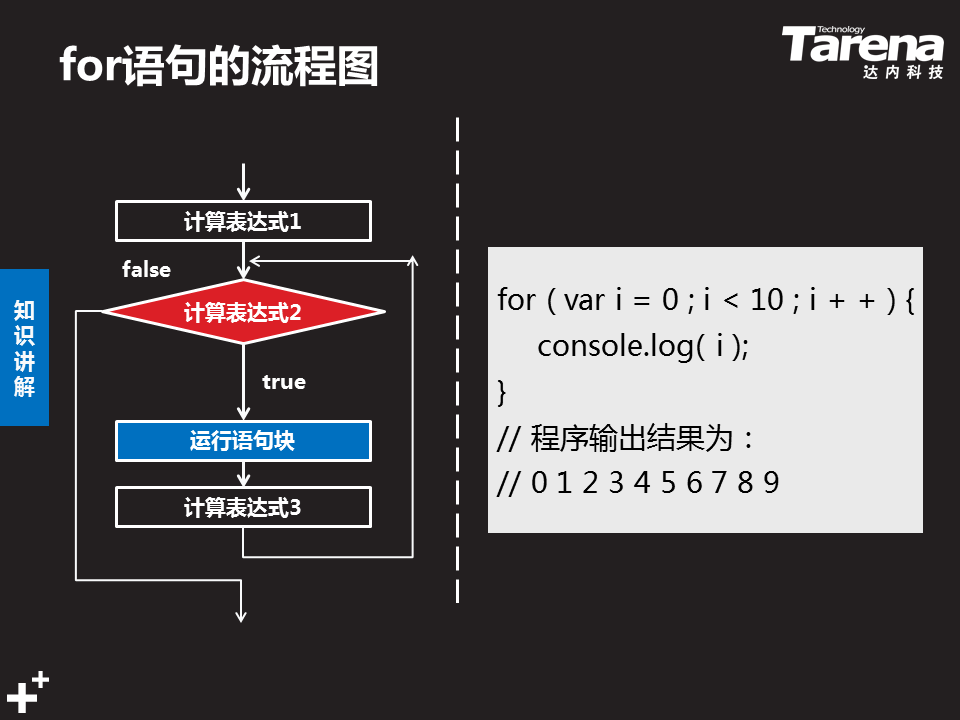 for语句的流程图
Technology
Tarena
达内科技
知识讲解
计算表达式1
false
计算表达式2
true
运行语句块
计算表达式3
for ( var i = 0 ; i < 10 ; i + + ) {
console.log( i );
}
// 程序输出结果为：
// 0 1 2 3 4 5 6 7 8 9